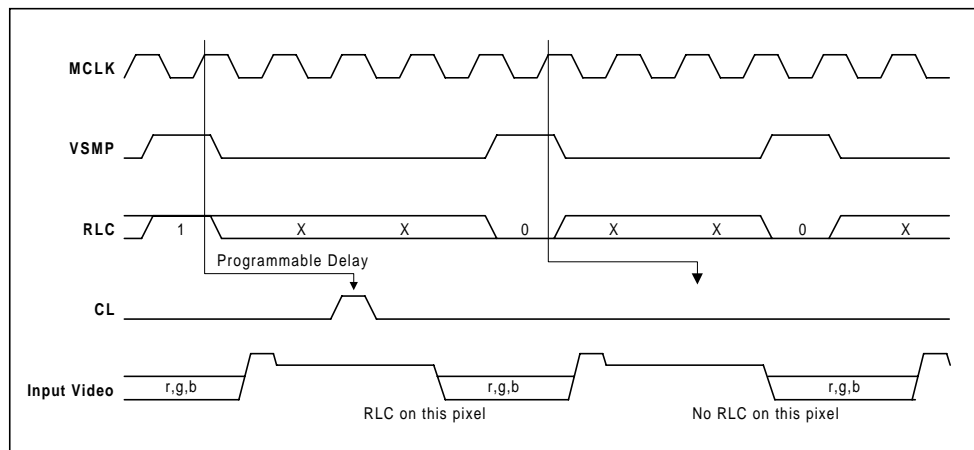 MCLK
VSMP
RLC 1 X X 0 X X 0 X
Programmable Delay
CL
Input Video r,g,b r,g,b r,g,b
RLC on this pixel No RLC on this pixel